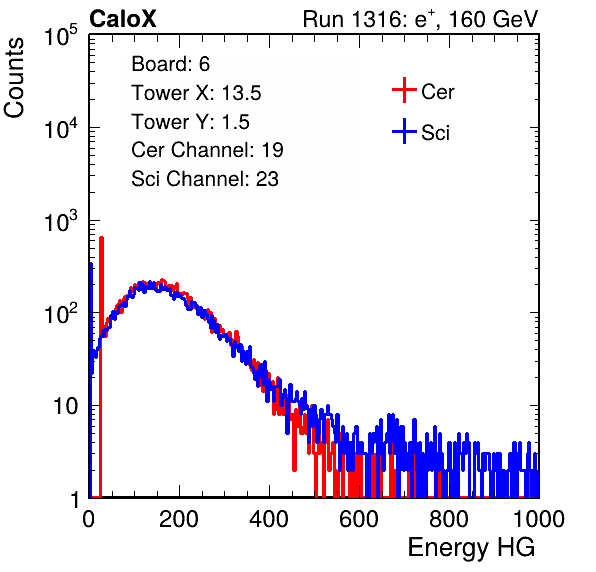 CaloX Run 1316: e⁺, 160 GeV
Counts
Board: 6
Tower X: 13.5
Tower Y: 1.5
Cer Channel: 19
Sci Channel: 23
Cer
Sci
10⁵
10⁴
10³
10²
10
1
0 200 400 600 800 1000
Energy HG